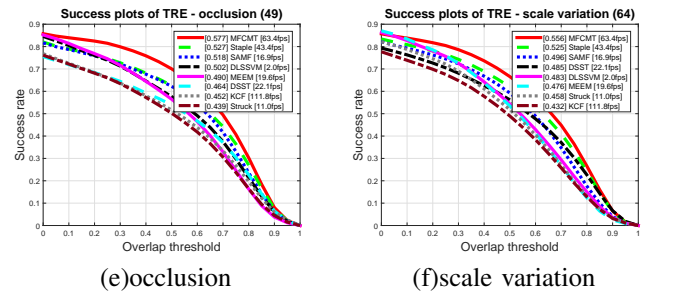 Success plots of TRE - occlusion (49)
Success rate
0.9
0.8
0.7
0.6
0.5
0.4
0.3
0.2
0.1
0
[0.577] MFCMT [63.4fps]
[0.527] Staple [43.4fps]
[0.518] SAMF [16.9fps]
[0.502] DLSSVM [2.0fps]
[0.490] MEEM [19.6fps]
[0.464] DSST [22.1fps]
[0.452] KCF [111.8fps]
[0.439] Struck [11.0fps]
0 0.1 0.2 0.3 0.4 0.5 0.6 0.7 0.8 0.9 1
Overlap threshold
(e)occlusion
Success plots of TRE - scale variation (64)
Success rate
0.9
0.8
0.7
0.6
0.5
0.4
0.3
0.2
0.1
0
[0.556] MFCMT [63.4fps]
[0.525] Staple [43.4fps]
[0.496] SAMF [16.9fps]
[0.485] DSST [22.1fps]
[0.483] DLSSVM [2.0fps]
[0.476] MEEM [19.6fps]
[0.458] Struck [11.0fps]
[0.432] KCF [111.8fps]
0 0.1 0.2 0.3 0.4 0.5 0.6 0.7 0.8 0.9 1
Overlap threshold
(f)scale variation